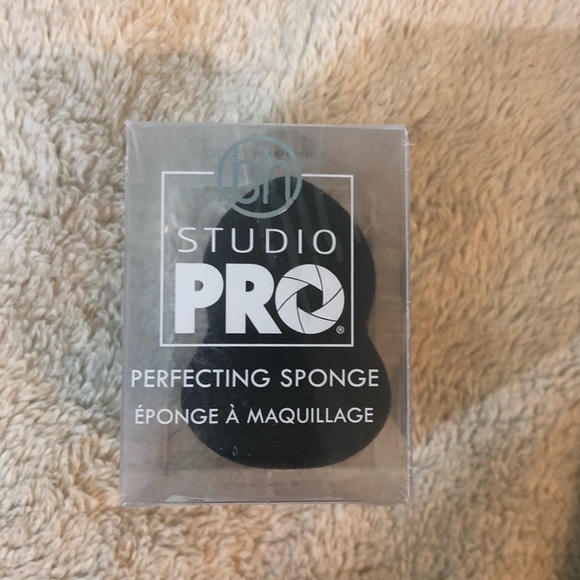 bh
STUDIO
PRO®
PERFECTING SPONGE
ÉPONGE À MAQUILLAGE